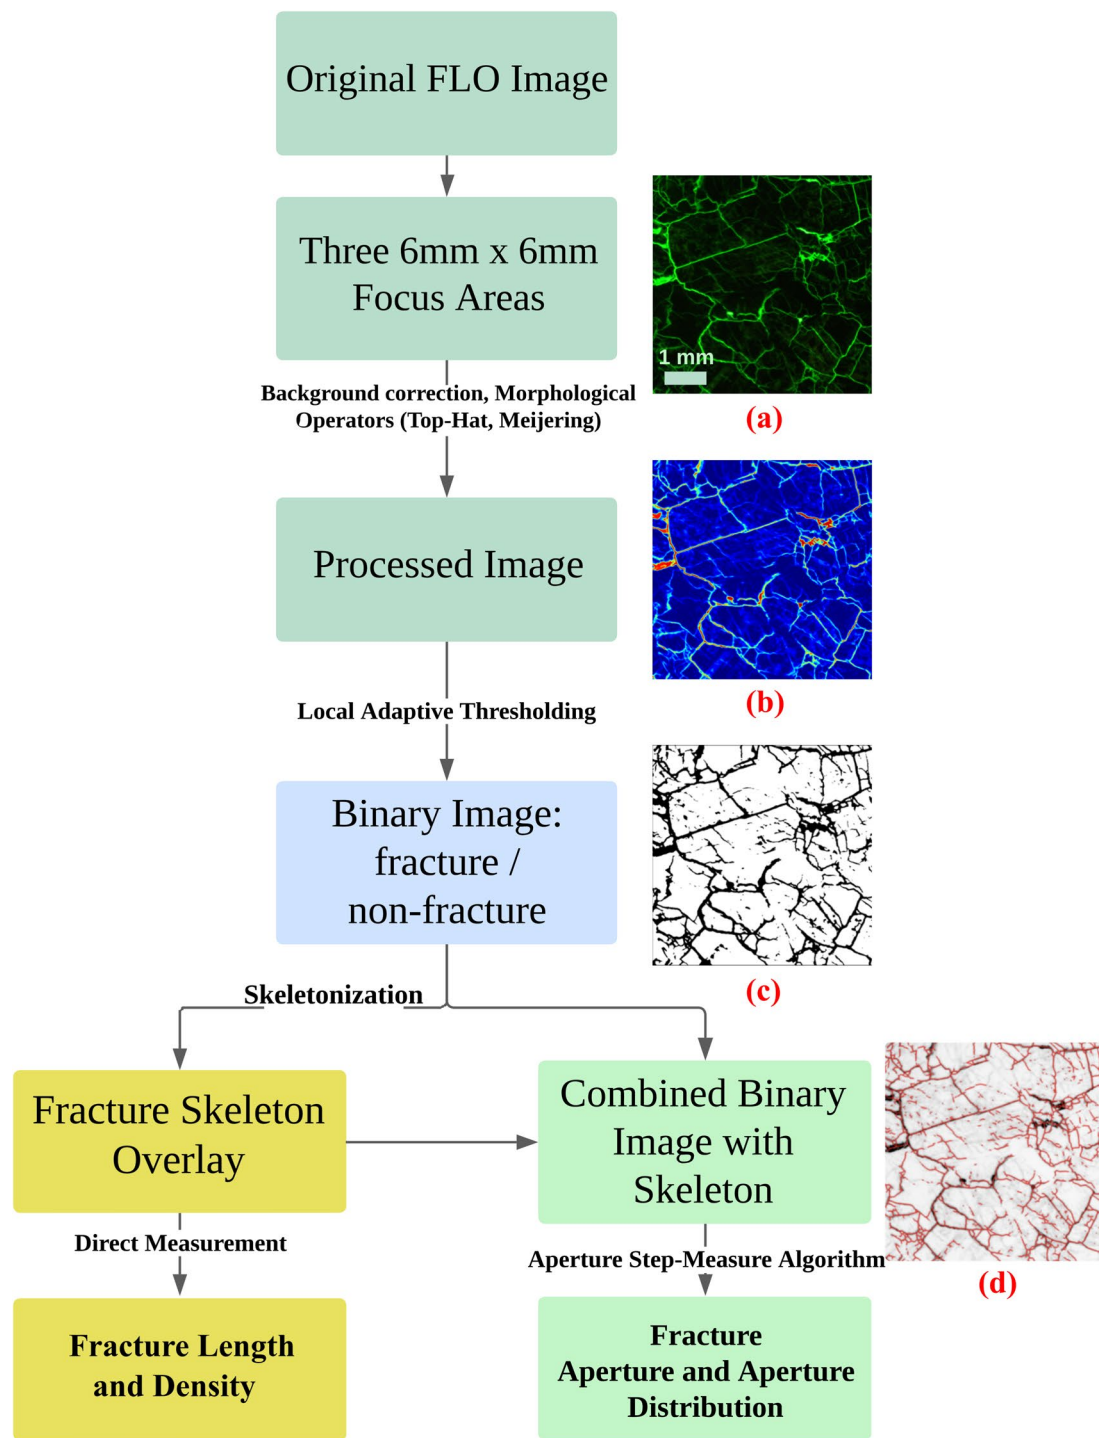 Original FLO Image
Three 6mm x 6mm
Focus Areas
1 mm
(a)
Background correction, Morphological
Operators (Top-Hat, Meijering)
Processed Image
(b)
Local Adaptive Thresholding
Binary Image:
fracture /
non-fracture
(c)
Skeletonization
Fracture Skeleton
Overlay
Combined Binary
Image with
Skeleton
(d)
Direct Measurement
Aperture Step-Measure Algorithm
Fracture Length
and Density
Fracture
Aperture and Aperture
Distribution